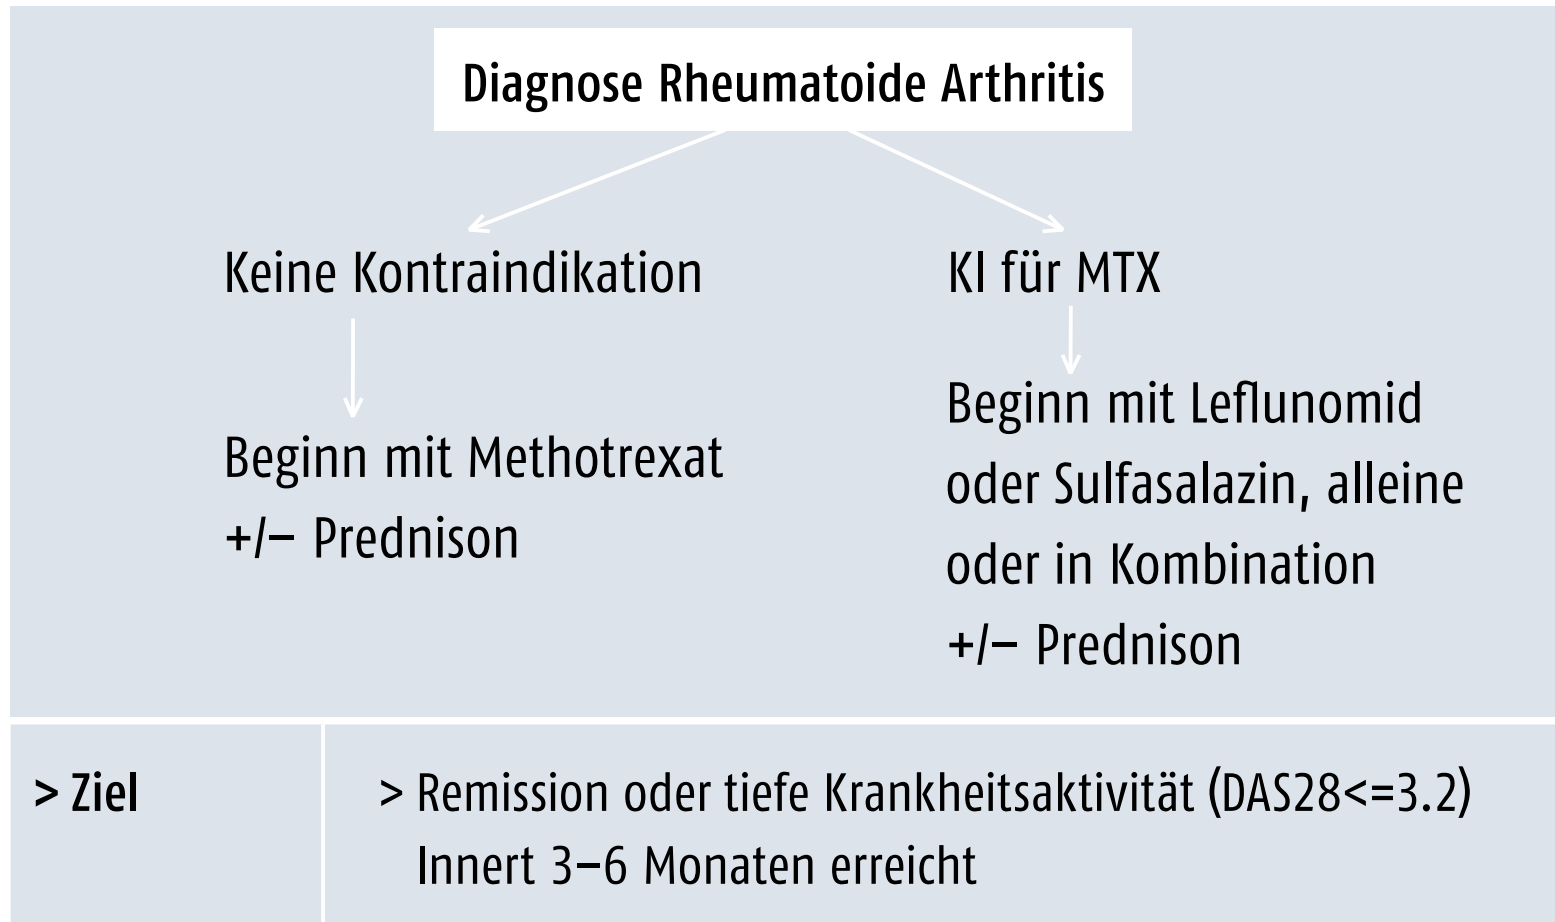 Diagnose Rheumatoide Arthritis
Keine Kontraindikation
Beginn mit Methotrexat
+/– Prednison
KI für MTX
Beginn mit Leflunomid
oder Sulfasalazin, alleine
oder in Kombination
+/– Prednison
> Ziel
> Remission oder tiefe Krankheitsaktivität (DAS28<=3.2)
Innert 3–6 Monaten erreicht